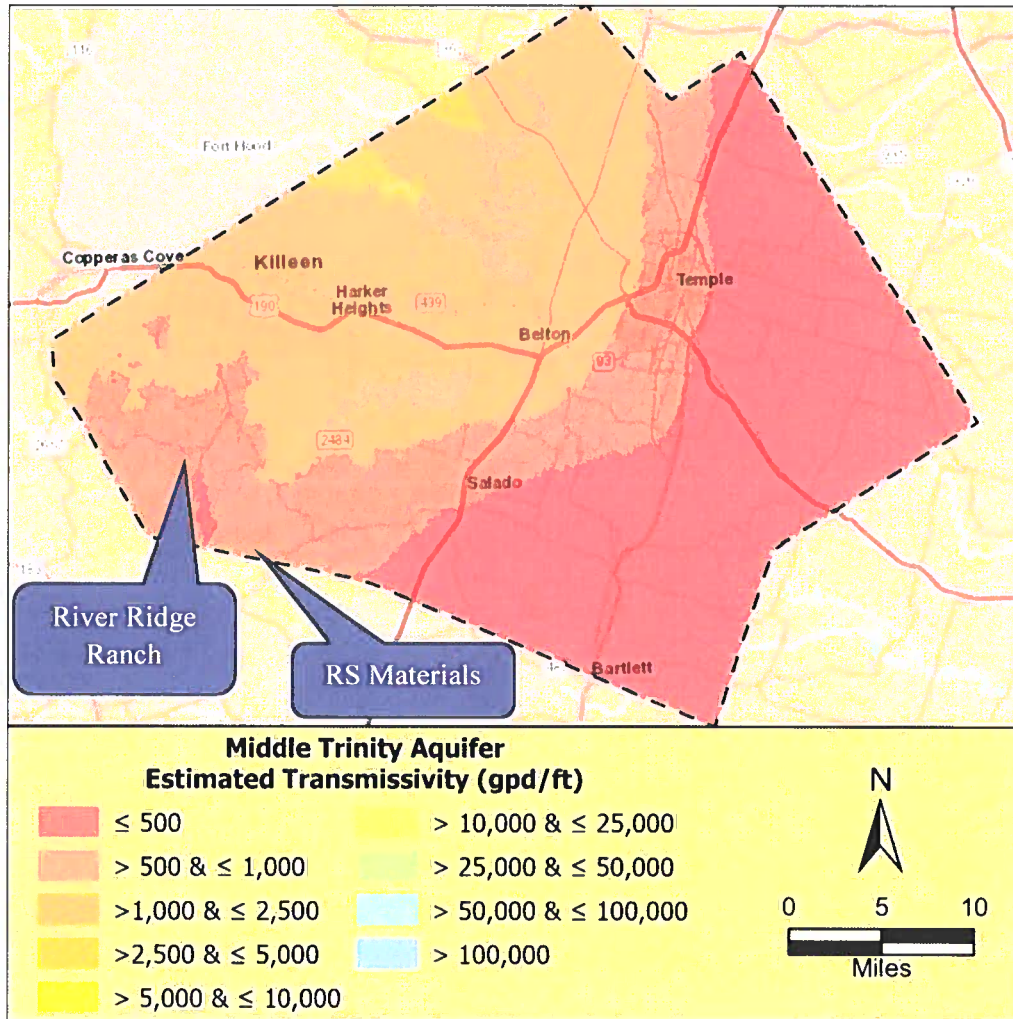 2116
Fort Hood
Copperas Cove
Killeen
190
Harker
Heights
439
Belton
Temple
93
2484
Salado
Bartlett
River Ridge
Ranch
RS Materials
Middle Trinity Aquifer
Estimated Transmissivity (gpd/ft)
≤ 500
> 500 & ≤ 1,000
>1,000 & ≤ 2,500
>2,500 & ≤ 5,000
> 5,000 & ≤ 10,000
> 10,000 & ≤ 25,000
> 25,000 & ≤ 50,000
> 50,000 & ≤ 100,000
> 100,000
N
0 5 10
Miles